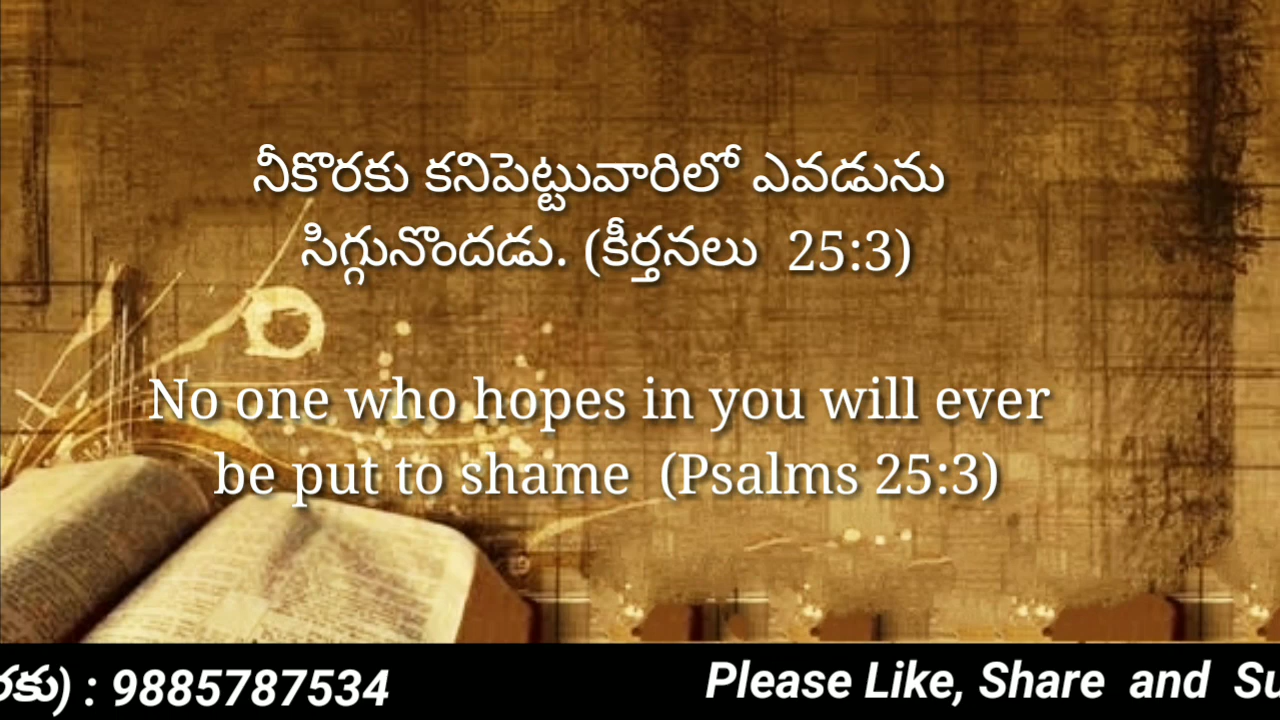 నీకొరకు కనిపెట్టువారిలో ఎవడును
సిగ్గునొందడు. (కీర్తనలు 25:3)
No one who hopes in you will ever
be put to shame (Psalms 25:3)
రకు) : 9885787534 Please Like, Share and Su